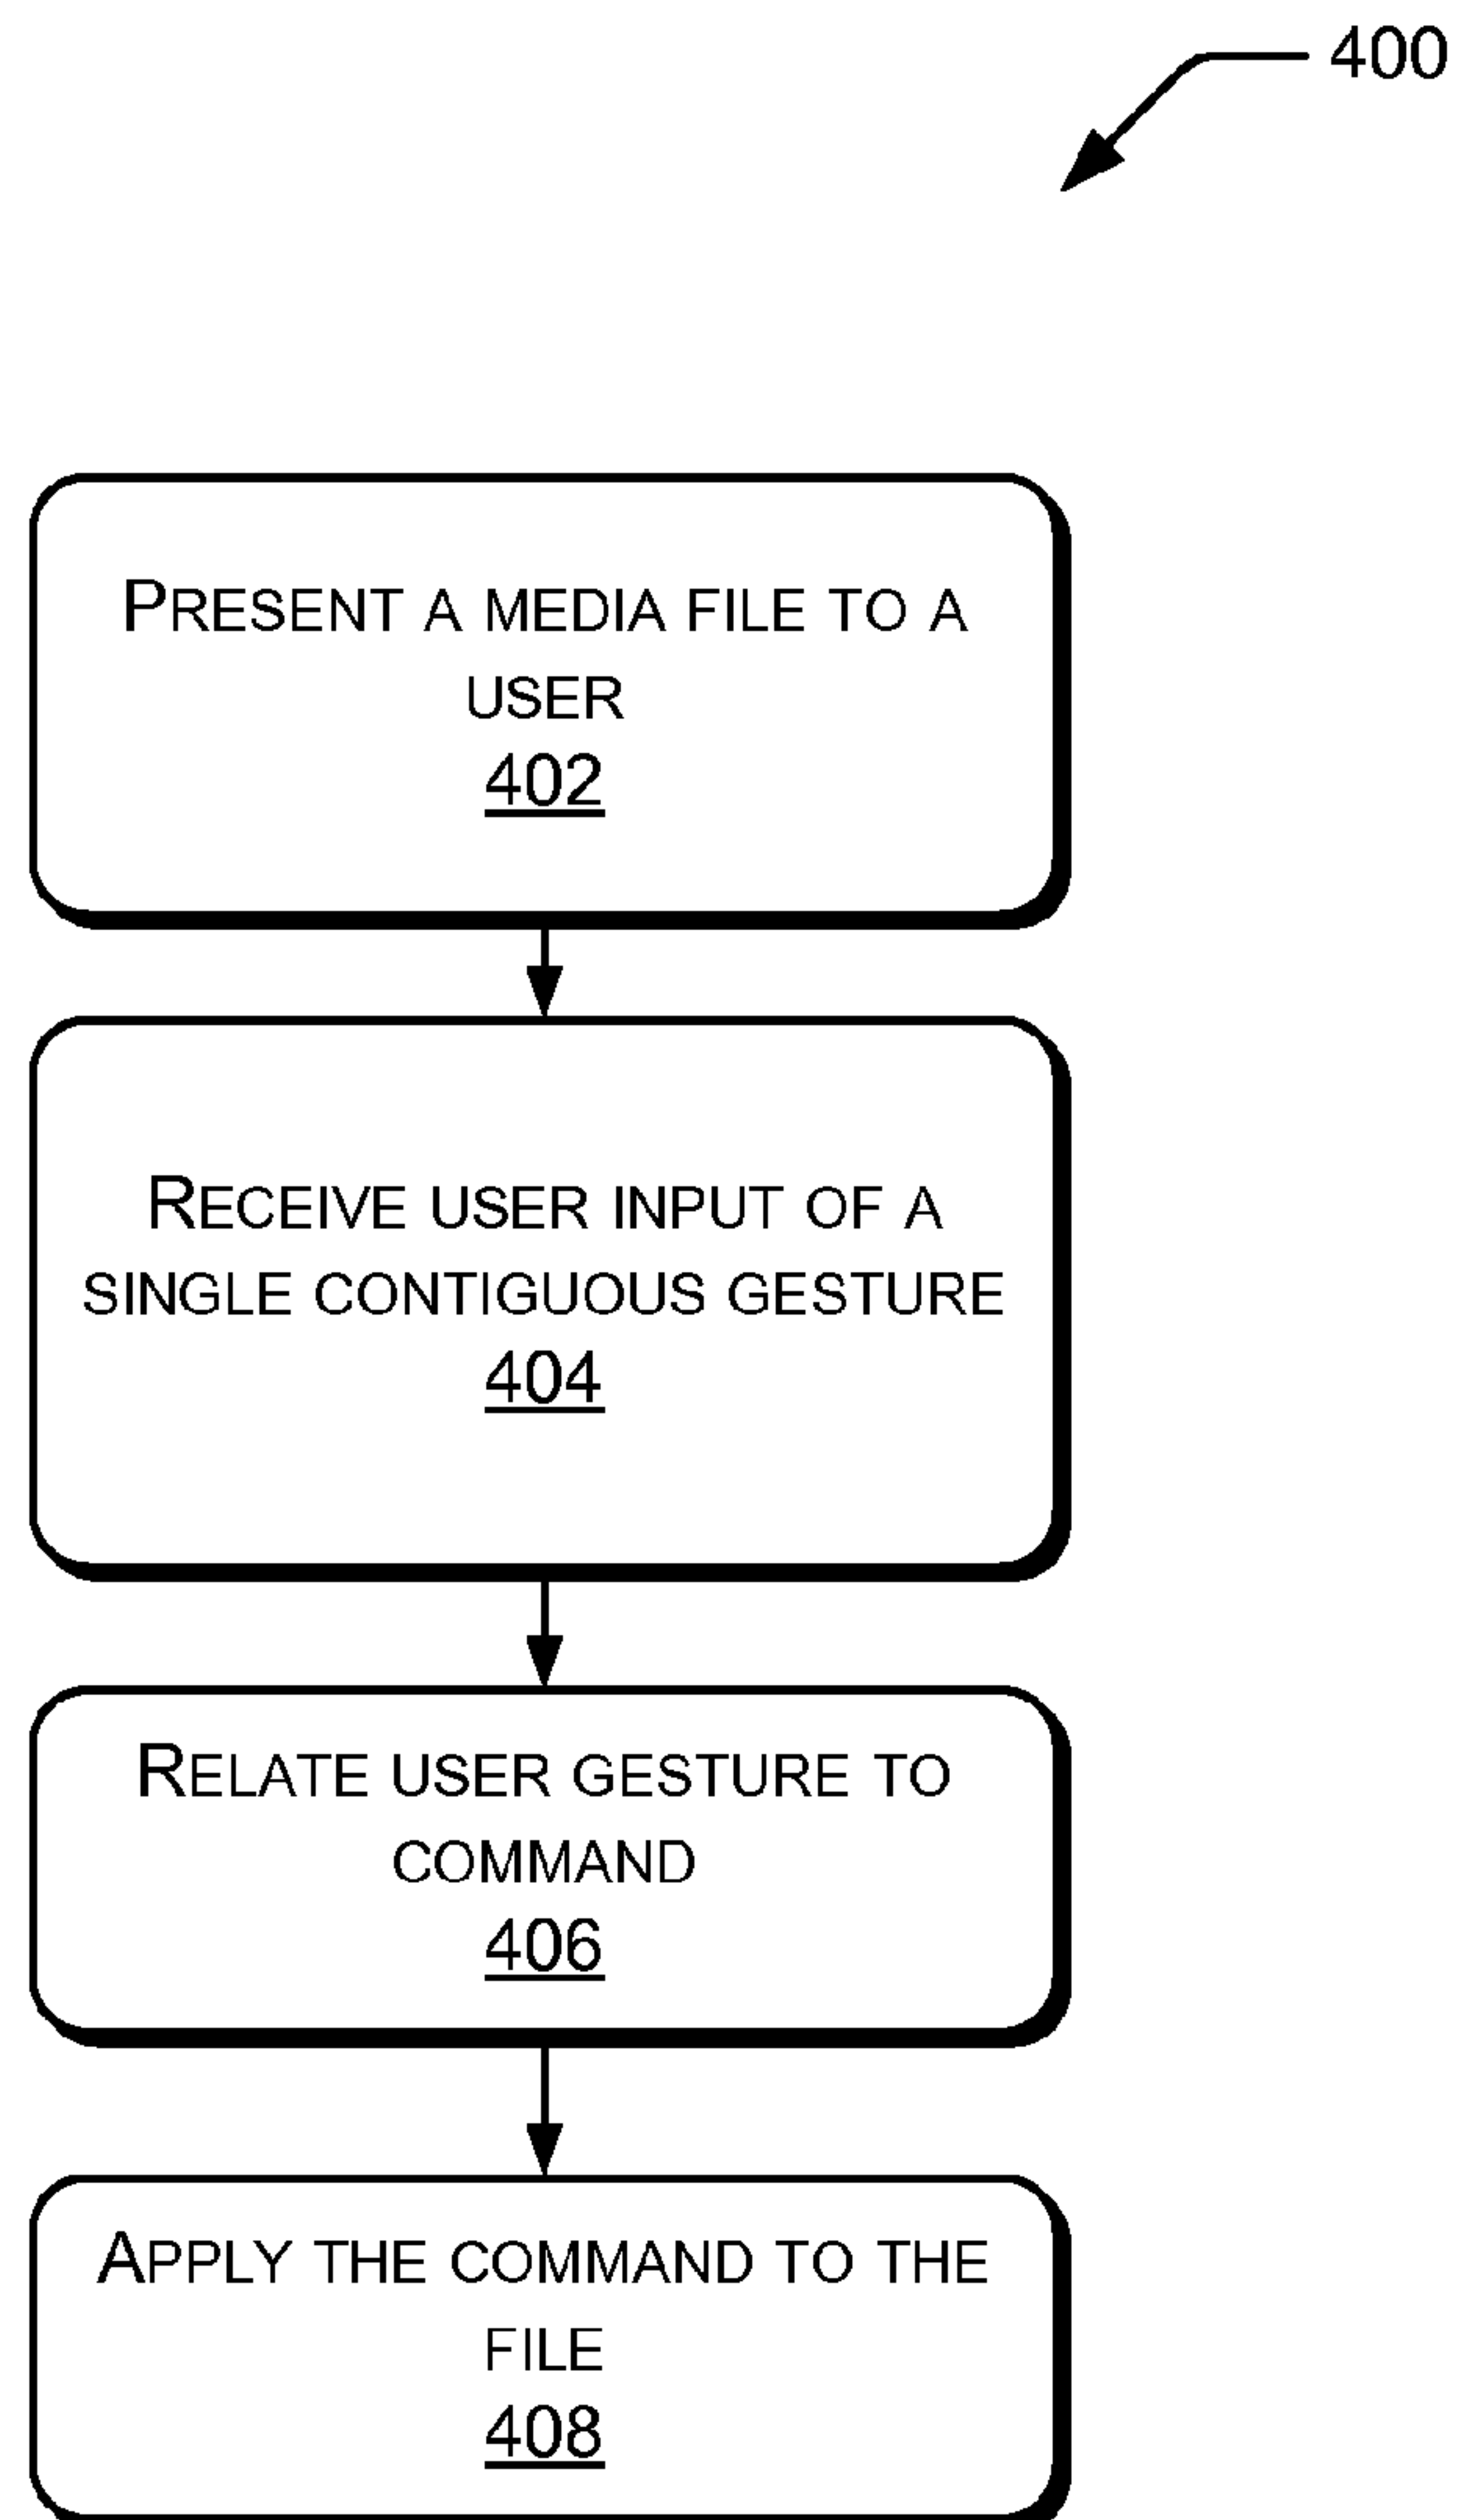 400
PRESENT A MEDIA FILE TO A
USER
402
RECEIVE USER INPUT OF A
SINGLE CONTIGUOUS GESTURE
404
RELATE USER GESTURE TO
COMMAND
406
APPLY THE COMMAND TO THE
FILE
408